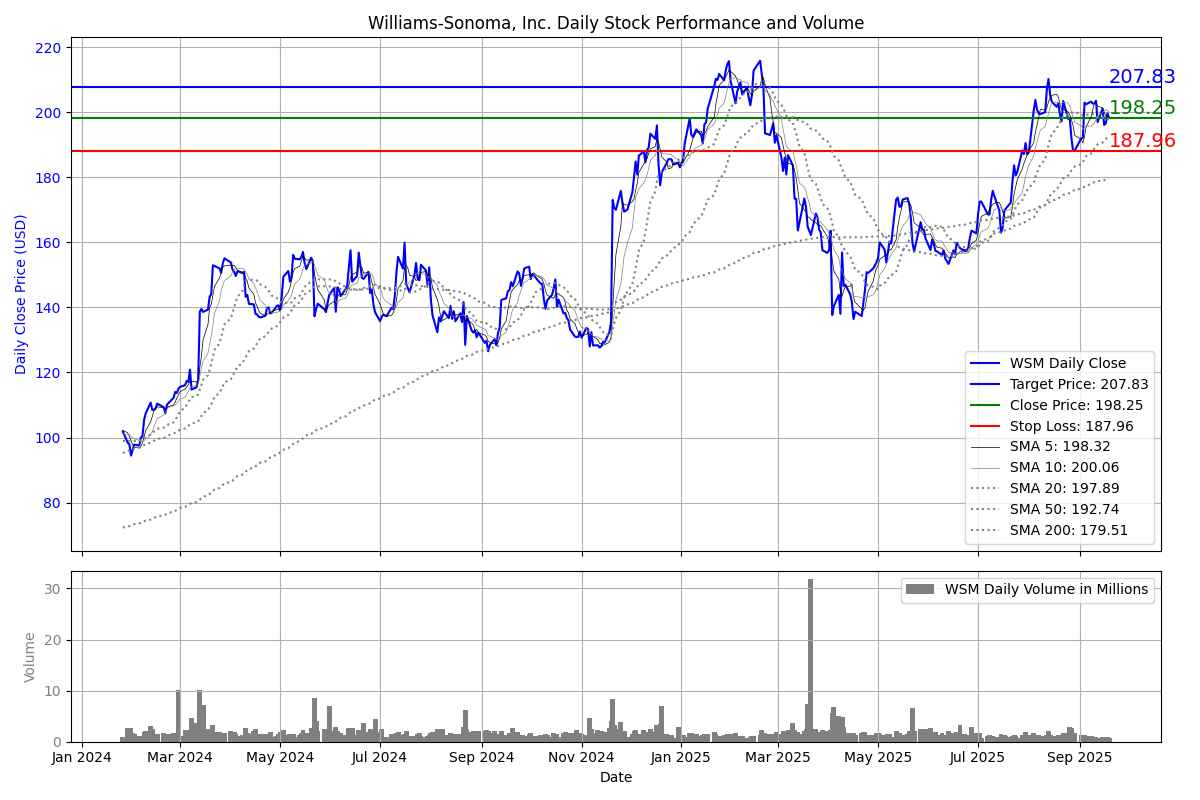 Williams-Sonoma, Inc. Daily Stock Performance and Volume
220
200
180
160
140
120
100
80
Daily Close Price (USD)
207.83
198.25
187.96
WSM Daily Close
Target Price: 207.83
Close Price: 198.25
Stop Loss: 187.96
SMA 5: 198.32
SMA 10: 200.06
SMA 20: 197.89
SMA 50: 192.74
SMA 200: 179.51
30
20
10
0
Volume
WSM Daily Volume in Millions
Jan 2024 Mar 2024 May 2024 Jul 2024 Sep 2024 Nov 2024 Jan 2025 Mar 2025 May 2025 Jul 2025 Sep 2025
Date